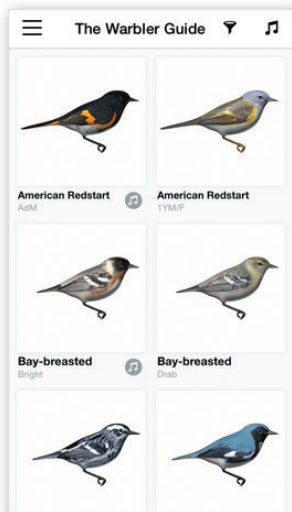 The Warbler Guide
American Redstart
AdM
American Redstart
1YM/F
Bay-breasted
Bright
Bay-breasted
Drab